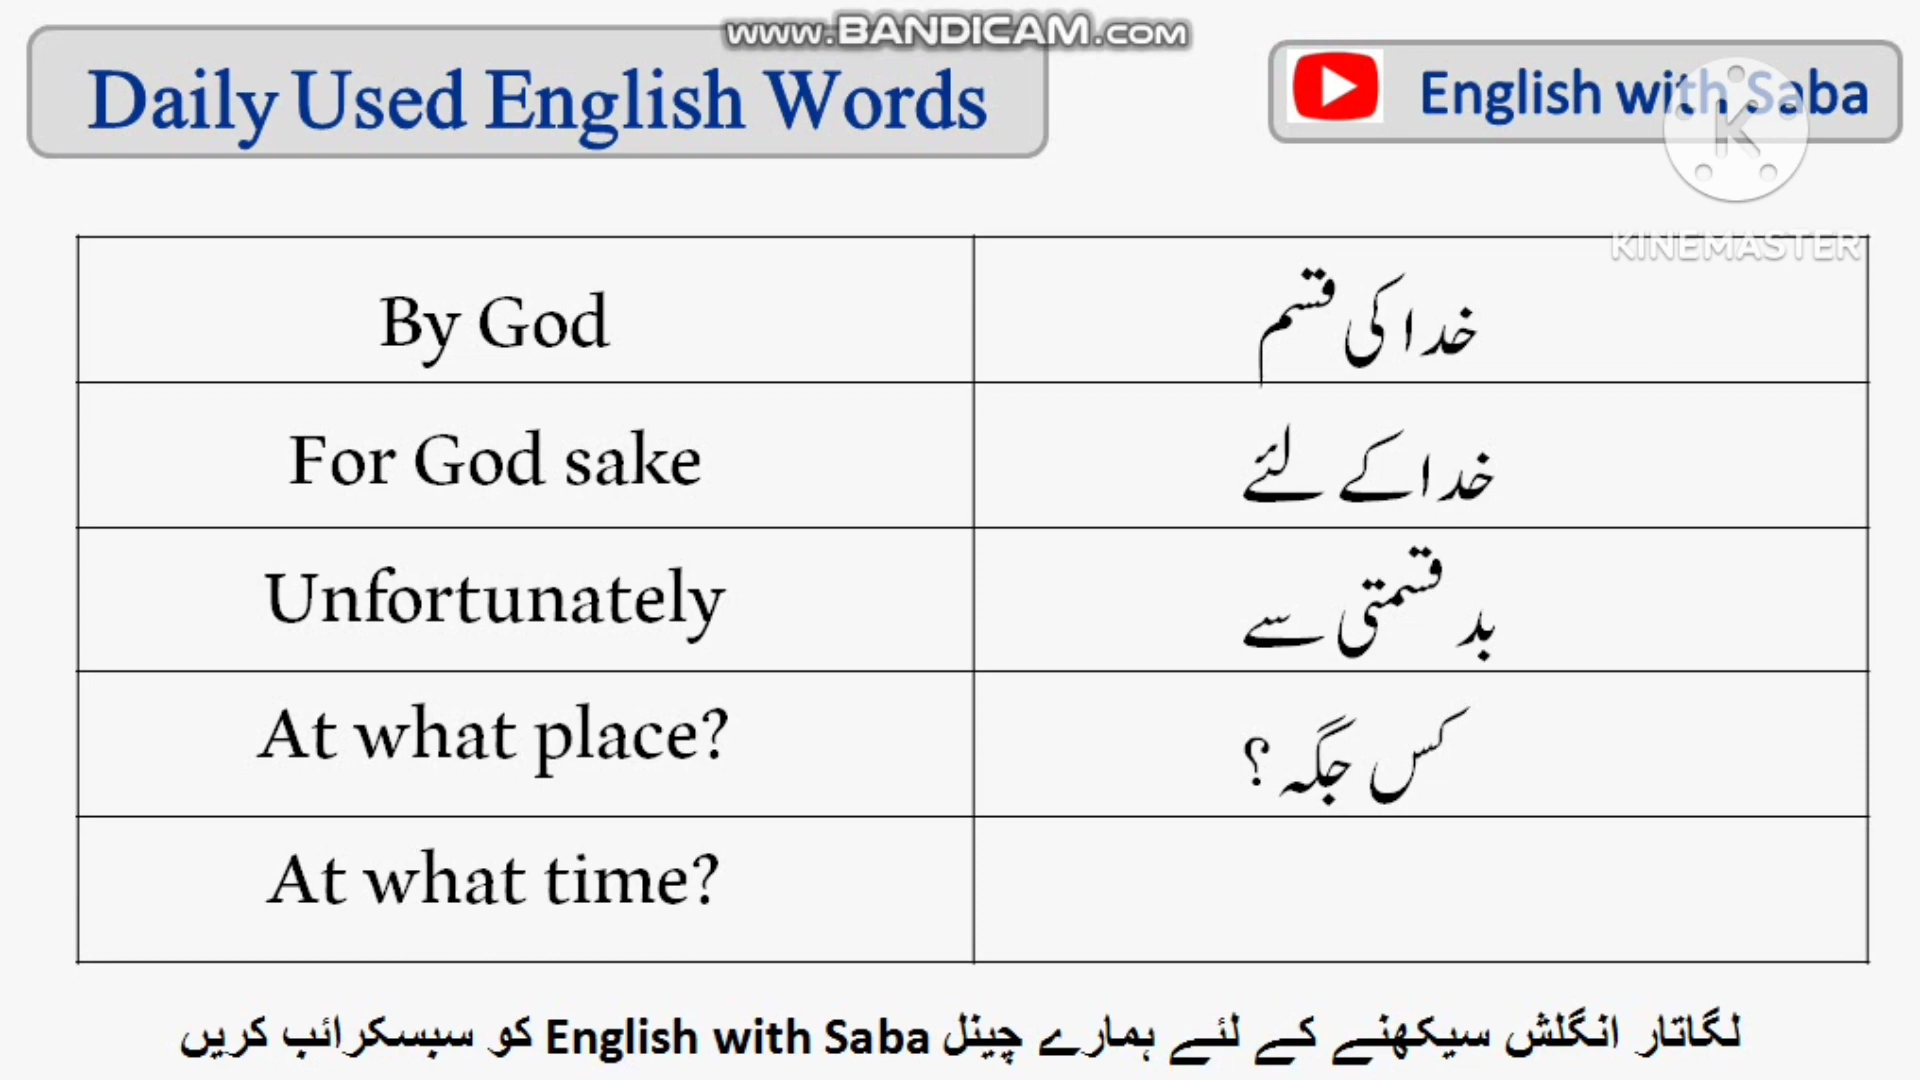 www.BANDICAM.com
Daily Used English Words
English with Saba
K
KINEMASTER
By God
خدا کی قسم
For God sake
خدا کے لئے
Unfortunately
بد قسمتی سے
At what place?
کس جگہ ؟
At what time?
لگاتار انگلش سیکھنے کے لئے ہمارے چینل English with Saba کو سبسکرائب کریں